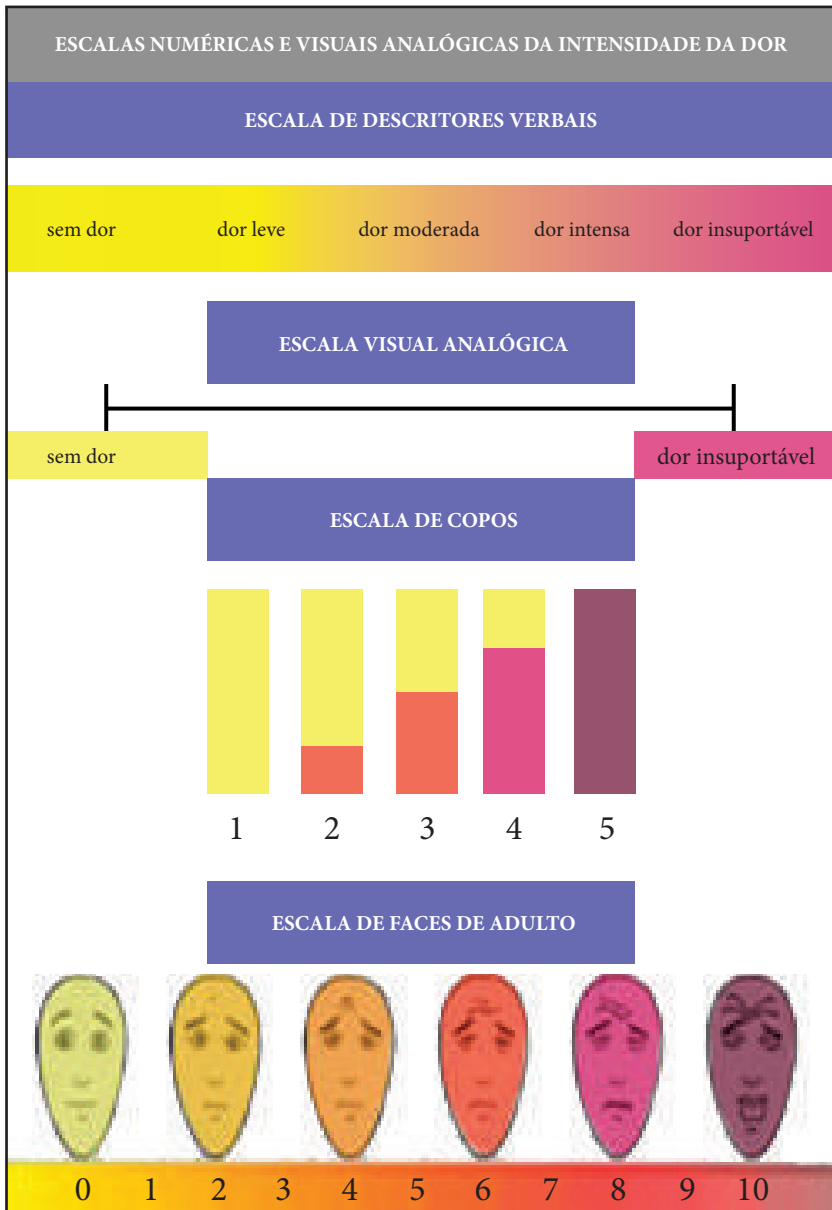 ESCALAS NUMÉRICAS E VISUAIS ANALÓGICAS DA INTENSIDADE DA DOR
ESCALA DE DESCRITORES VERBAIS
sem dor dor leve dor moderada dor intensa dor insuportável
ESCALA VISUAL ANALÓGICA
sem dor dor insuportável
ESCALA DE COPOS
1 2 3 4 5
ESCALA DE FACES DE ADULTO
0 1 2 3 4 5 6 7 8 9 10